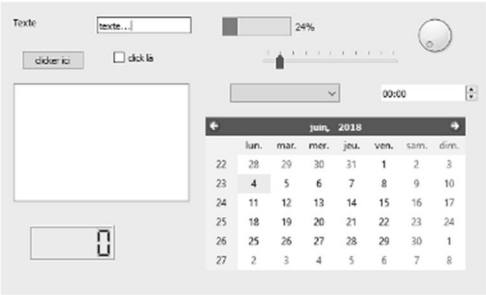 Texte
texte...
24%
clicker ici
click là
00:00
juin, 2018
lun. mar. mer. jeu. ven. sam. dim.
22 28 29 30 31 1 2 3
23 4 5 6 7 8 9 10
24 11 12 13 14 15 16 17
25 18 19 20 21 22 23 24
26 25 26 27 28 29 30 1
27 2 3 4 5 6 7 8
0